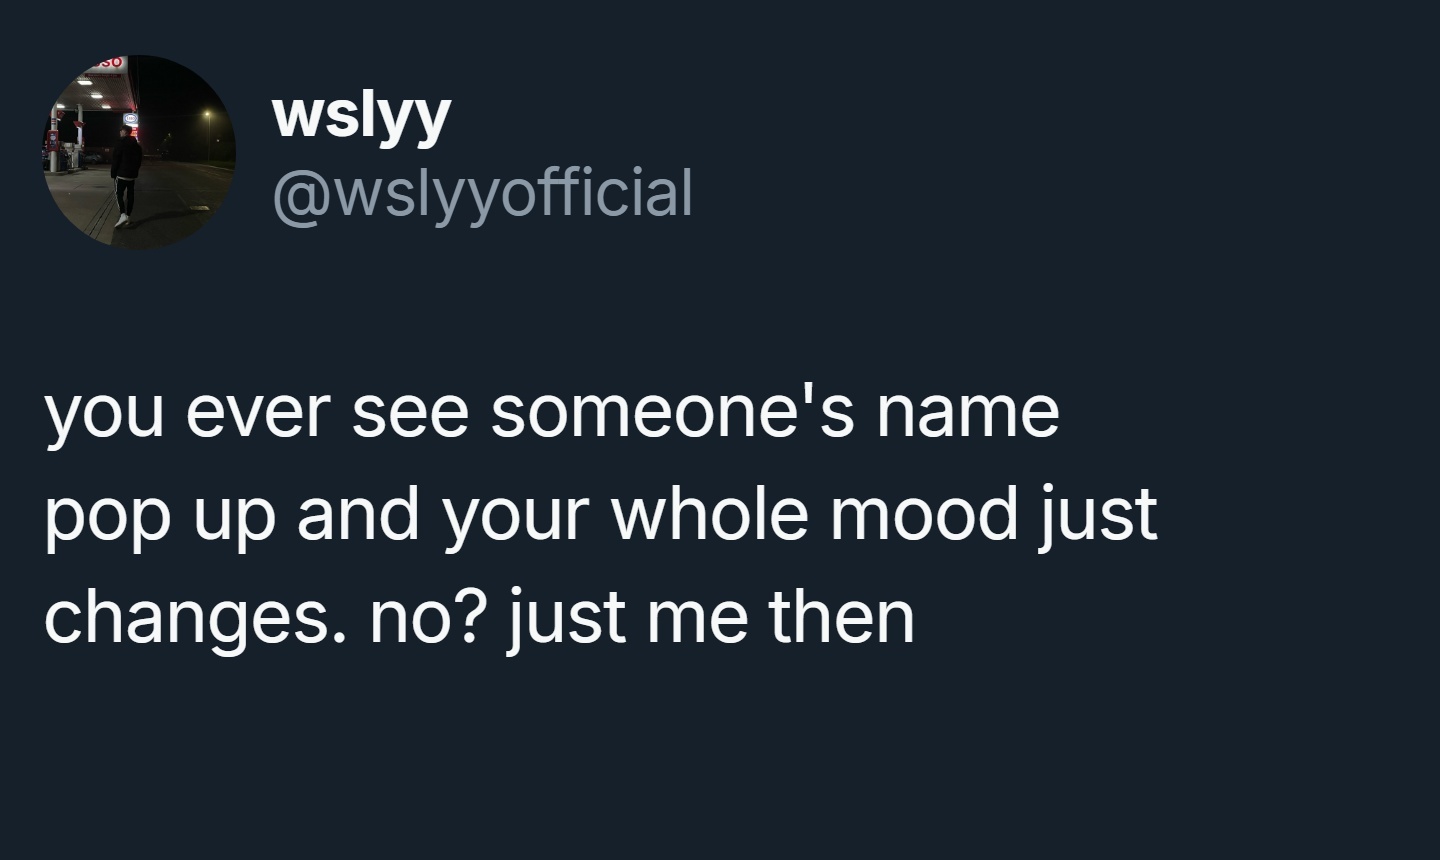 wslyy
@wslyyofficial
you ever see someone's name
pop up and your whole mood just
changes. no? just me then